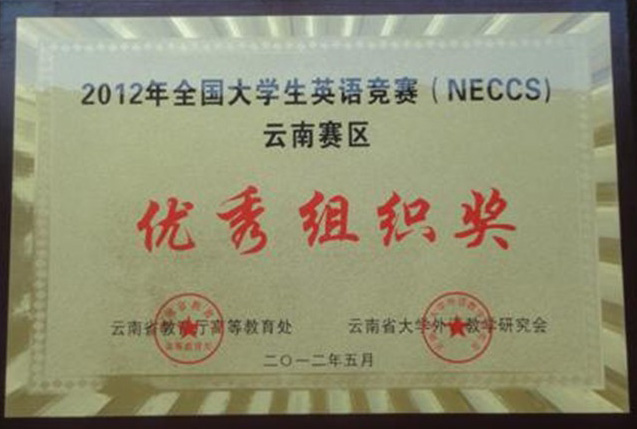 2012年全国大学生英语竞赛（NECCS）
云南赛区
优秀组织奖
云南省教育厅高等教育处 云南省大学外语教学研究会
二〇一二年五月